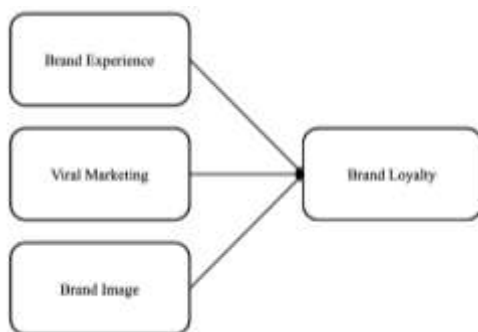 Brand Experience
Viral Marketing
Brand Loyalty
Brand Image